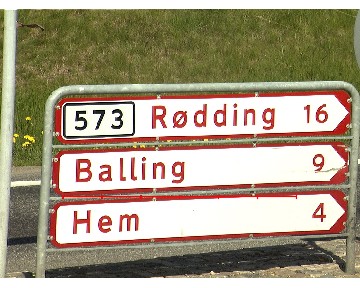 573 Rødding 16
Balling 9
Hem 4